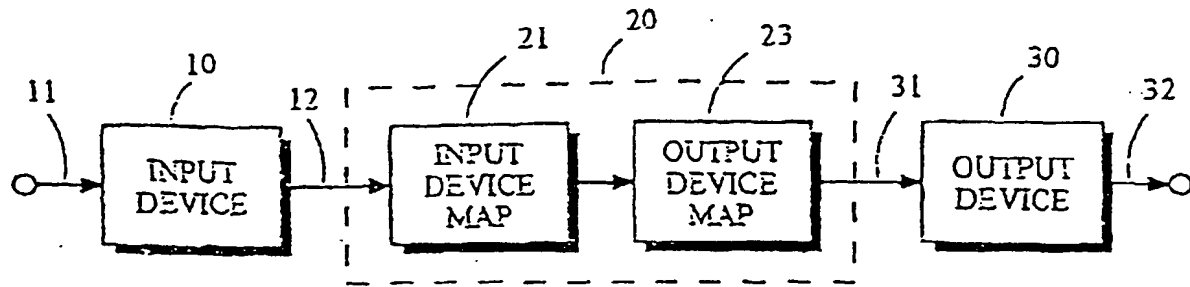 20
21
23
10
30
11
12
31
32
INPUT
DEVICE
INPUT
DEVICE
MAP
OUTPUT
DEVICE
MAP
OUTPUT
DEVICE